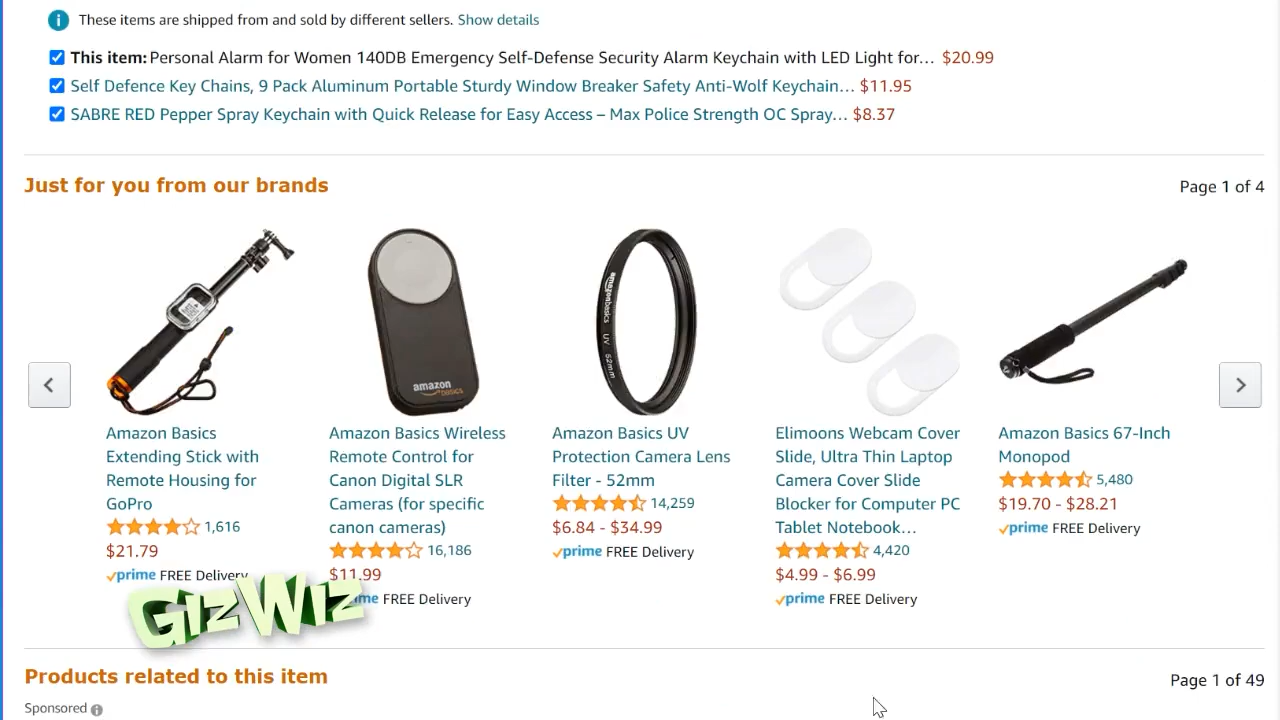 These items are shipped from and sold by different sellers. Show details
This item: Personal Alarm for Women 140DB Emergency Self-Defense Security Alarm Keychain with LED Light for… $20.99
Self Defence Key Chains, 9 Pack Aluminum Portable Sturdy Window Breaker Safety Anti-Wolf Keychain… $11.95
SABRE RED Pepper Spray Keychain with Quick Release for Easy Access – Max Police Strength OC Spray… $8.37
Just for you from our brands
Page 1 of 4
amazon
basics
amazonbasics UV 52mm
Amazon Basics
Extending Stick with
Remote Housing for
GoPro
1,616
$21.79
prime FREE Delivery
Amazon Basics Wireless
Remote Control for
Canon Digital SLR
Cameras (for specific
canon cameras)
16,186
$11.99
me FREE Delivery
Amazon Basics UV
Protection Camera Lens
Filter - 52mm
14,259
$6.84 - $34.99
prime FREE Delivery
Elimoons Webcam Cover
Slide, Ultra Thin Laptop
Camera Cover Slide
Blocker for Computer PC
Tablet Notebook…
4,420
$4.99 - $6.99
prime FREE Delivery
Amazon Basics 67-Inch
Monopod
5,480
$19.70 - $28.21
prime FREE Delivery
GizWiz
Products related to this item
Page 1 of 49
Sponsored